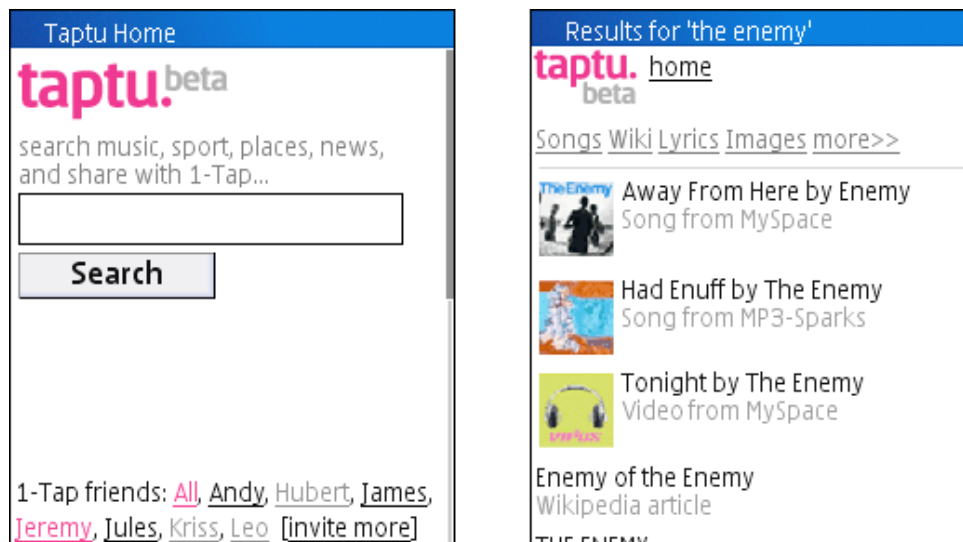 Taptu Home
taptu.beta
search music, sport, places, news,
and share with 1-Tap...
Search
1-Tap friends: All, Andy, Hubert, James,
Jeremy, Jules, Kriss, Leo [invite more]
Results for 'the enemy'
taptu. home
beta
Songs Wiki Lyrics Images more>>
TheEnemy
Away From Here by Enemy
Song from MySpace
Had Enuff by The Enemy
Song from MP3-Sparks
Tonight by The Enemy
Video from MySpace
virus
Enemy of the Enemy
Wikipedia article
THE ENEMY